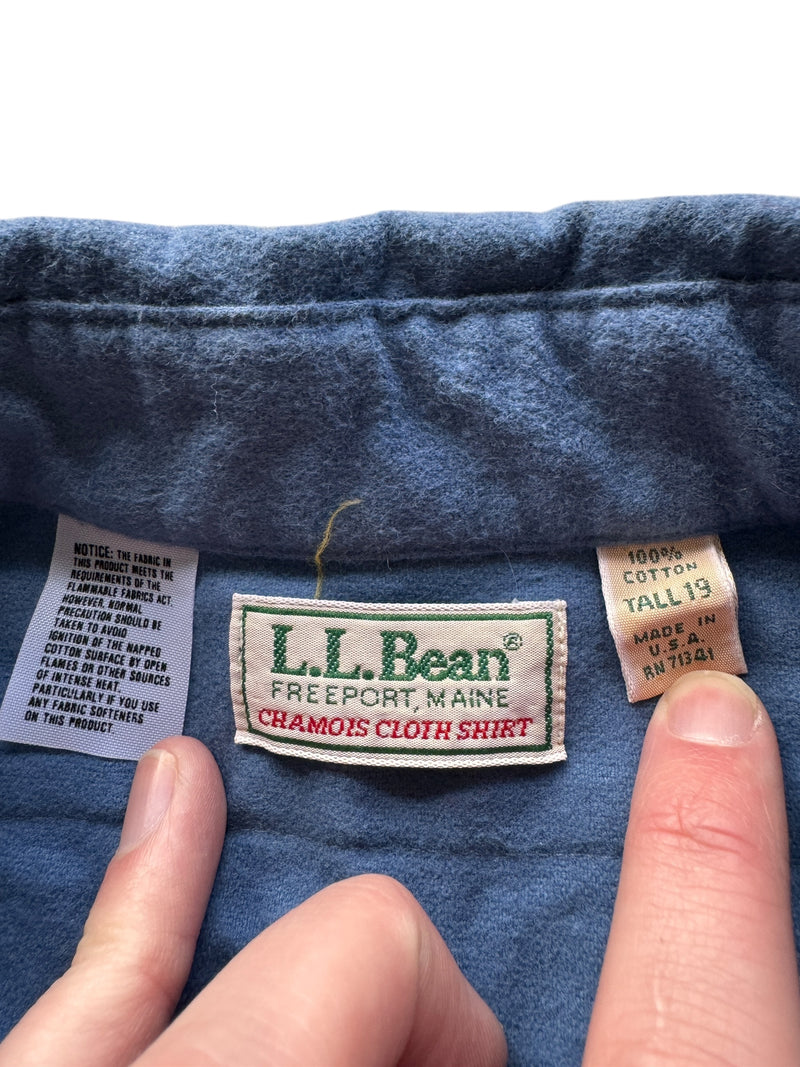 NOTICE: THE FABRIC IN
THIS PRODUCT MEETS THE
REQUIREMENTS OF THE
FLAMMABLE FABRICS ACT.
HOWEVER, NORMAL
PRECAUTION SHOULD BE
TAKEN TO AVOID
IGNITION OF THE NAPPED
COTTON SURFACE BY OPEN
FLAMES OR OTHER SOURCES
OF INTENSE HEAT,
PARTICULARLY IF YOU USE
ANY FABRIC SOFTENERS
ON THIS PRODUCT
L.L.Bean®
FREEPORT, MAINE
CHAMOIS CLOTH SHIRT
100%
COTTON
TALL 19
MADE IN
U.S.A.
RN 71341